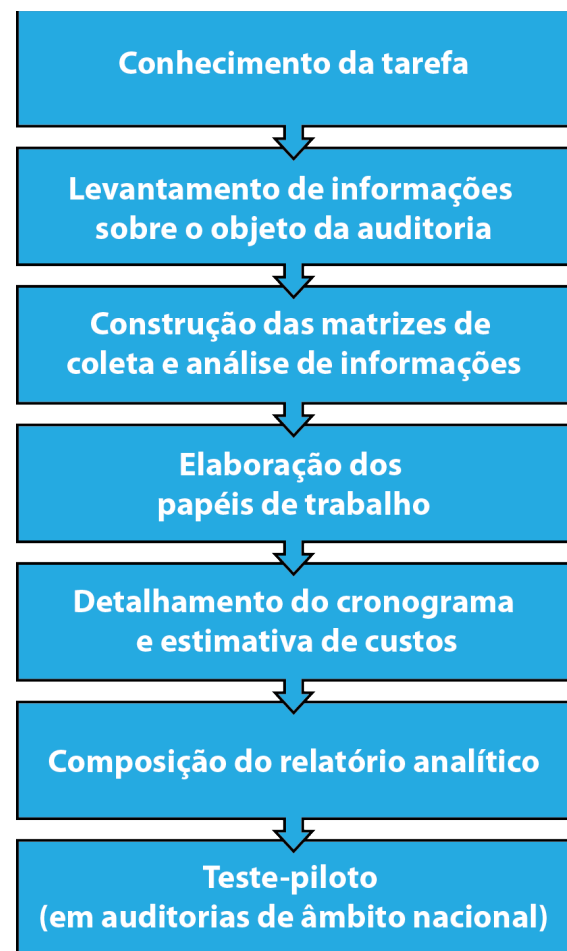 Conhecimento da tarefa
Levantamento de informações
sobre o objeto da auditoria
Construção das matrizes de
coleta e análise de informações
Elaboração dos
papéis de trabalho
Detalhamento do cronograma
e estimativa de custos
Composição do relatório analítico
Teste-piloto
(em auditorias de âmbito nacional)